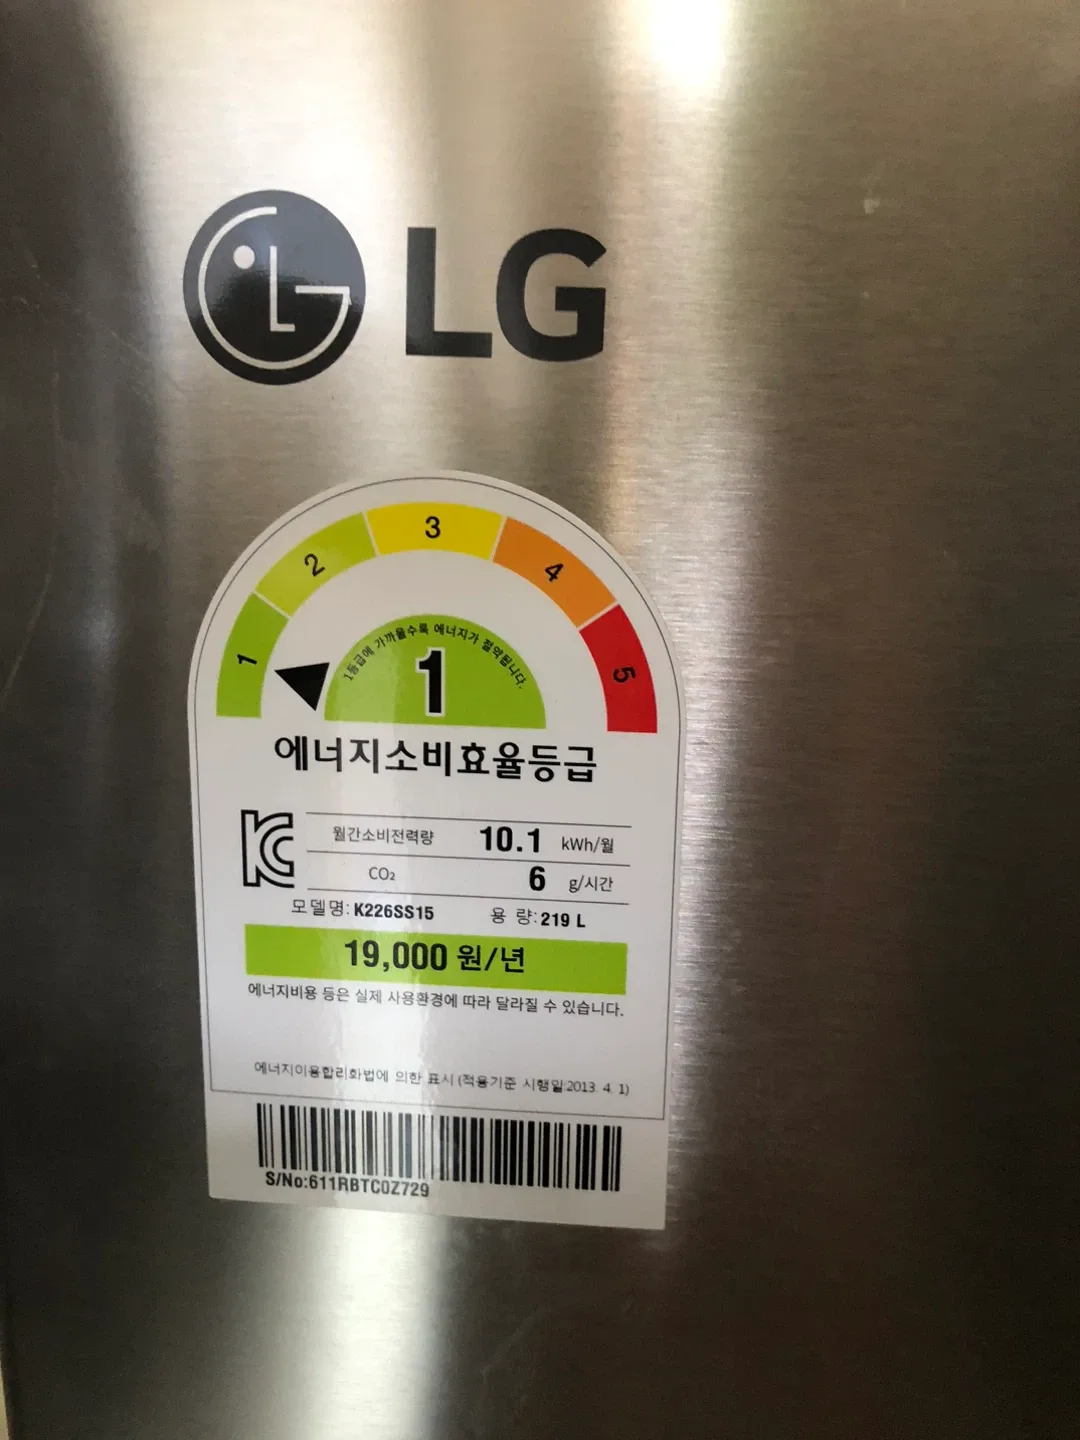 LG
1 2 3 4 5
1등급에 가까울수록 에너지가 절약됩니다.
1
에너지소비효율등급
월간소비전력량 10.1 kWh/월
CO₂ 6 g/시간
모델명: K226SS15 용 량: 219 L
19,000 원/년
에너지비용 등은 실제 사용환경에 따라 달라질 수 있습니다.
에너지이용합리화법에 의한 표시 (적용기준 시행일:2013. 4. 1)
S/No:611RBTC0Z729